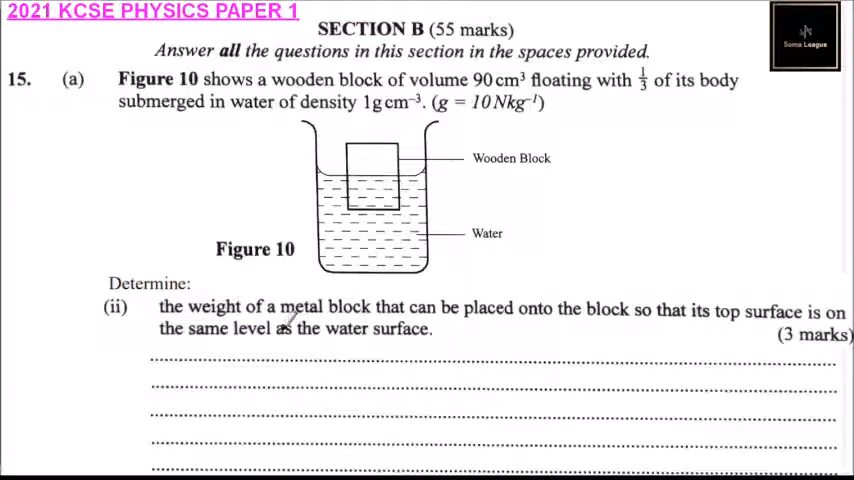 2021 KCSE PHYSICS PAPER 1
SECTION B (55 marks)
Answer all the questions in this section in the spaces provided.
Soma League
15. (a) Figure 10 shows a wooden block of volume 90 cm³ floating with 1/3 of its body
submerged in water of density 1 g cm⁻³. (g = 10 Nkg⁻¹)
Wooden Block
Water
Figure 10
Determine:
(ii) the weight of a metal block that can be placed onto the block so that its top surface is on
the same level as the water surface.
(3 marks)